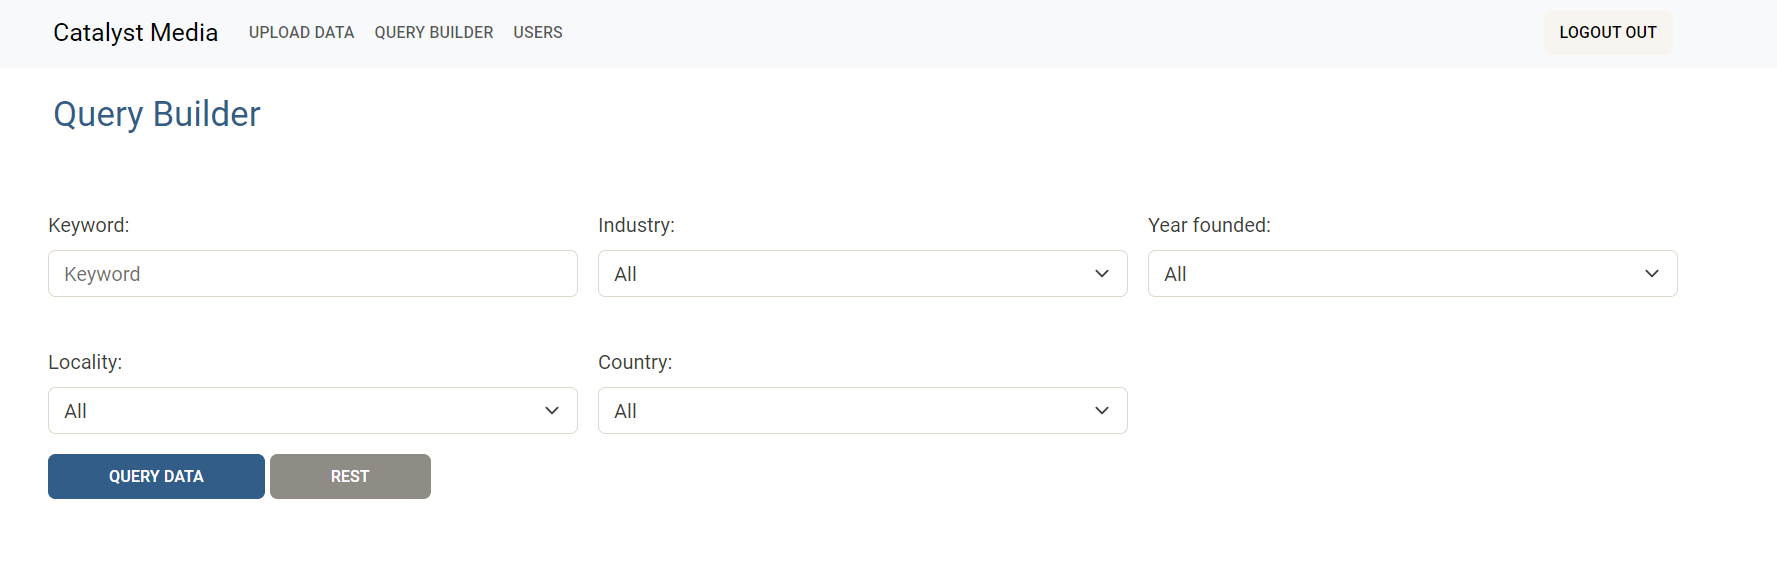 Catalyst Media UPLOAD DATA QUERY BUILDER USERS LOGOUT OUT
Query Builder
Keyword: Industry: Year founded:
Keyword All All
Locality: Country:
All All
QUERY DATA REST